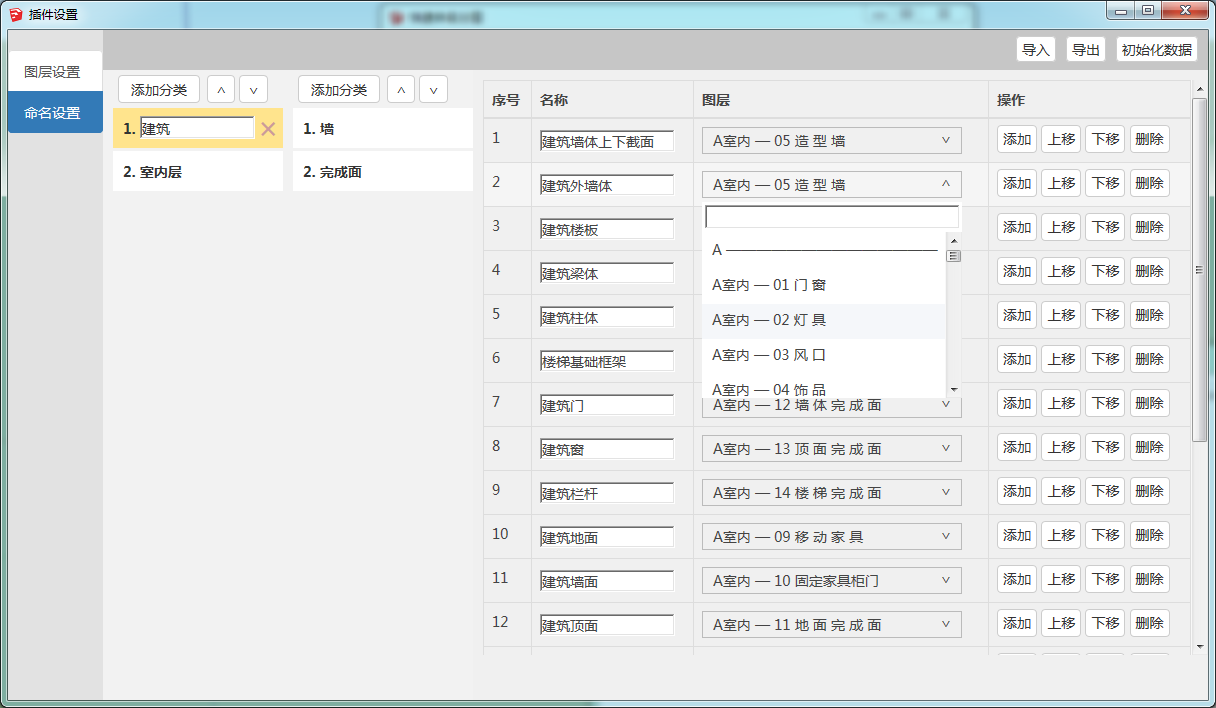 插件设置
导入 导出 初始化数据
图层设置
命名设置
添加分类 ∧ ∨ 添加分类 ∧ ∨
1. 建筑 1. 墙
2. 室内层 2. 完成面
序号 名称 图层 操作
1 建筑墙体上下截面 A室内 — 05 造 型 墙 添加 上移 下移 删除
2 建筑外墙体 A室内 — 05 造 型 墙 添加 上移 下移 删除
3 建筑楼板 添加 上移 下移 删除
A ——————————————
4 建筑梁体 A室内 — 01 门 窗 添加 上移 下移 删除
5 建筑柱体 A室内 — 02 灯 具 添加 上移 下移 删除
6 楼梯基础框架 A室内 — 03 风 口 添加 上移 下移 删除
A室内 — 04 饰 品
7 建筑门 A室内 — 12 墙 体 完 成 面 添加 上移 下移 删除
8 建筑窗 A室内 — 13 顶 面 完 成 面 添加 上移 下移 删除
9 建筑栏杆 A室内 — 14 楼 梯 完 成 面 添加 上移 下移 删除
10 建筑地面 A室内 — 09 移 动 家 具 添加 上移 下移 删除
11 建筑墙面 A室内 — 10 固定家具柜门 添加 上移 下移 删除
12 建筑顶面 A室内 — 11 地 面 完 成 面 添加 上移 下移 删除